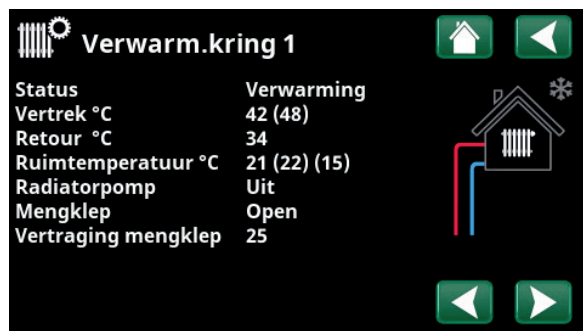 Verwarm.kring 1
Status Verwarming
Vertrek °C 42 (48)
Retour °C 34
Ruimtemperatuur °C 21 (22) (15)
Radiatorpomp Uit
Mengklep Open
Vertraging mengklep 25